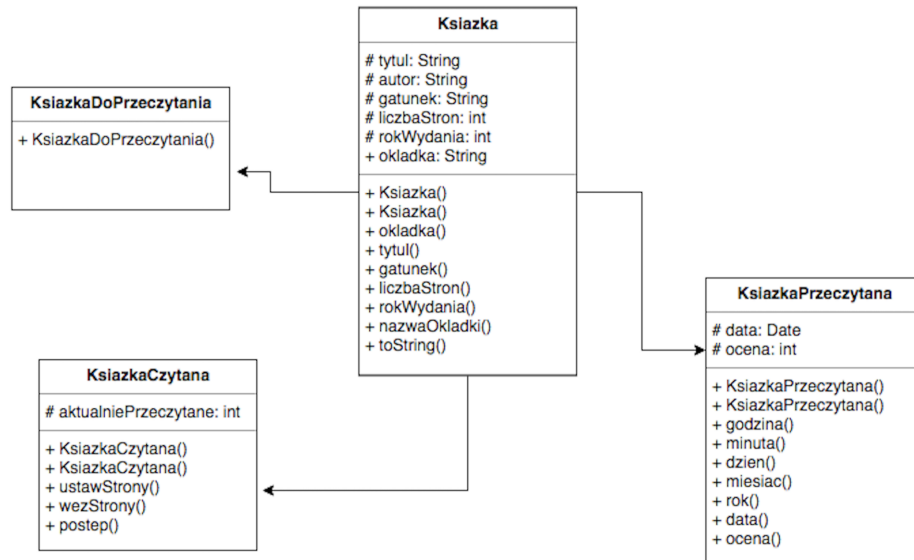 Ksiazka
# tytul: String
# autor: String
# gatunek: String
# liczbaStron: int
# rokWydania: int
+ okladka: String
+ Ksiazka()
+ Ksiazka()
+ okladka()
+ tytul()
+ gatunek()
+ liczbaStron()
+ rokWydania()
+ nazwaOkladki()
+ toString()
KsiazkaDoPrzeczytania
+ KsiazkaDoPrzeczytania()
KsiazkaCzytana
# aktualniePrzeczytane: int
+ KsiazkaCzytana()
+ KsiazkaCzytana()
+ ustawStrony()
+ wezStrony()
+ postep()
KsiazkaPrzeczytana
# data: Date
# ocena: int
+ KsiazkaPrzeczytana()
+ KsiazkaPrzeczytana()
+ godzina()
+ minuta()
+ dzien()
+ miesiac()
+ rok()
+ data()
+ ocena()